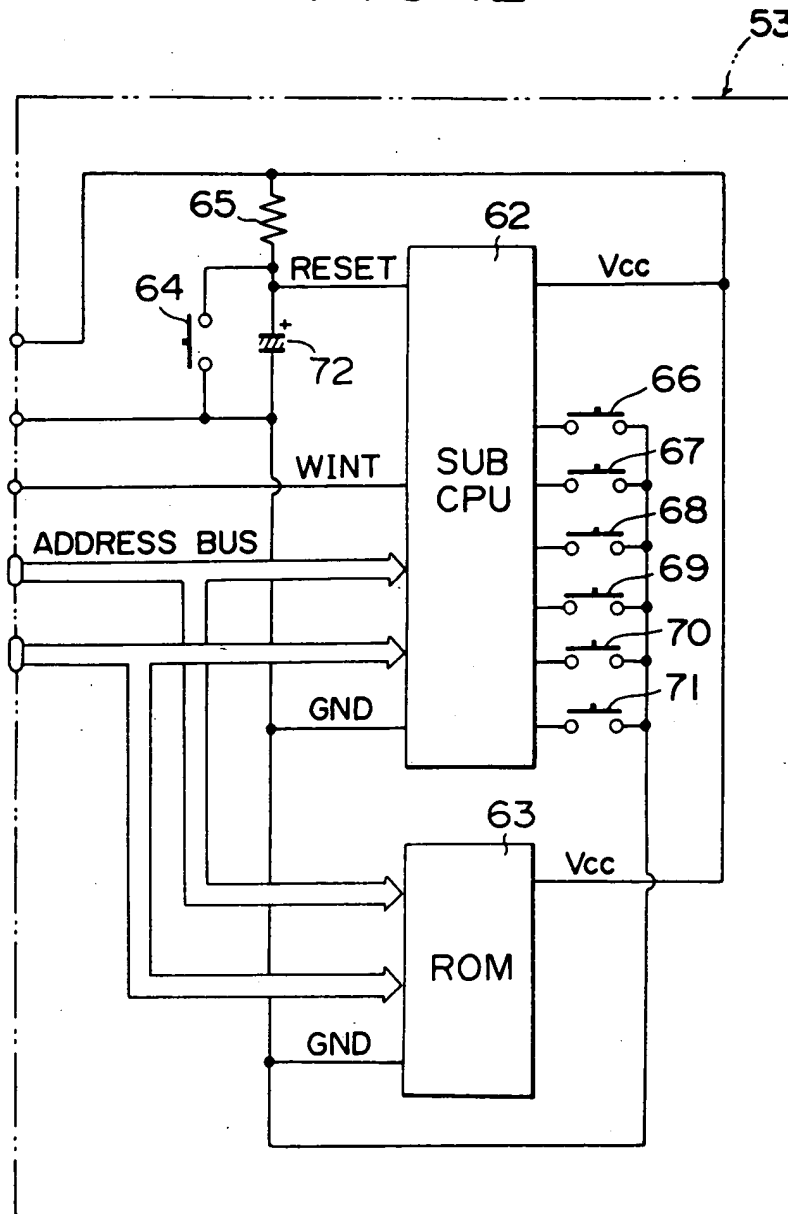 53
65
62
RESET
Vcc
64
+
72
66
WINT
SUB
CPU
67
ADDRESS BUS
68
69
70
GND
71
63
Vcc
ROM
GND